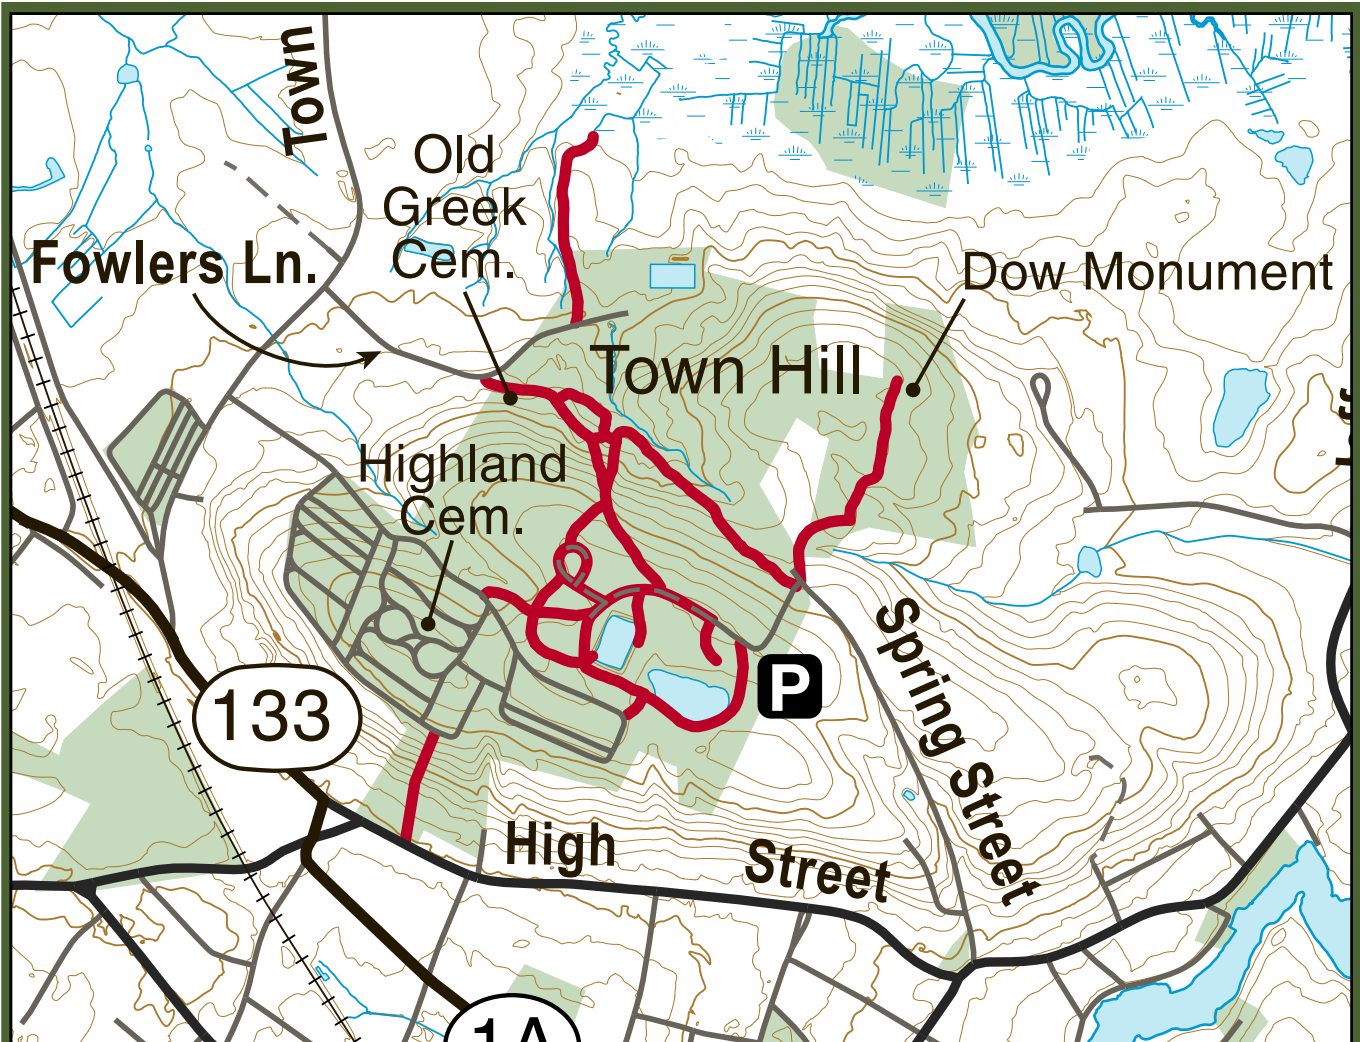 Town
Old
Greek
Cem.
Fowlers Ln.
Dow Monument
Town Hill
Highland
Cem.
Spring Street
P
133
High Street
1A